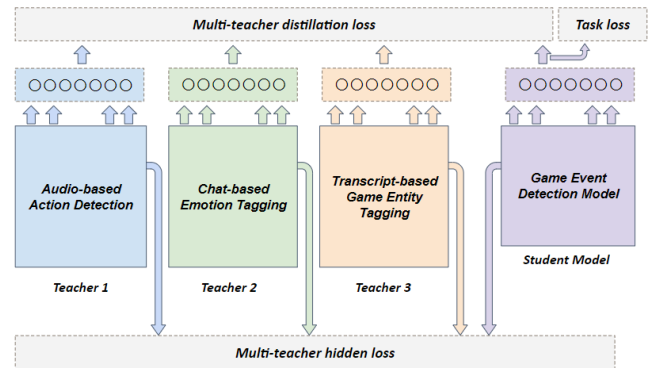 Multi-teacher distillation loss
Task loss
Audio-based
Action Detection
Chat-based
Emotion Tagging
Transcript-based
Game Entity
Tagging
Game Event
Detection Model
Teacher 1
Teacher 2
Teacher 3
Student Model
Multi-teacher hidden loss